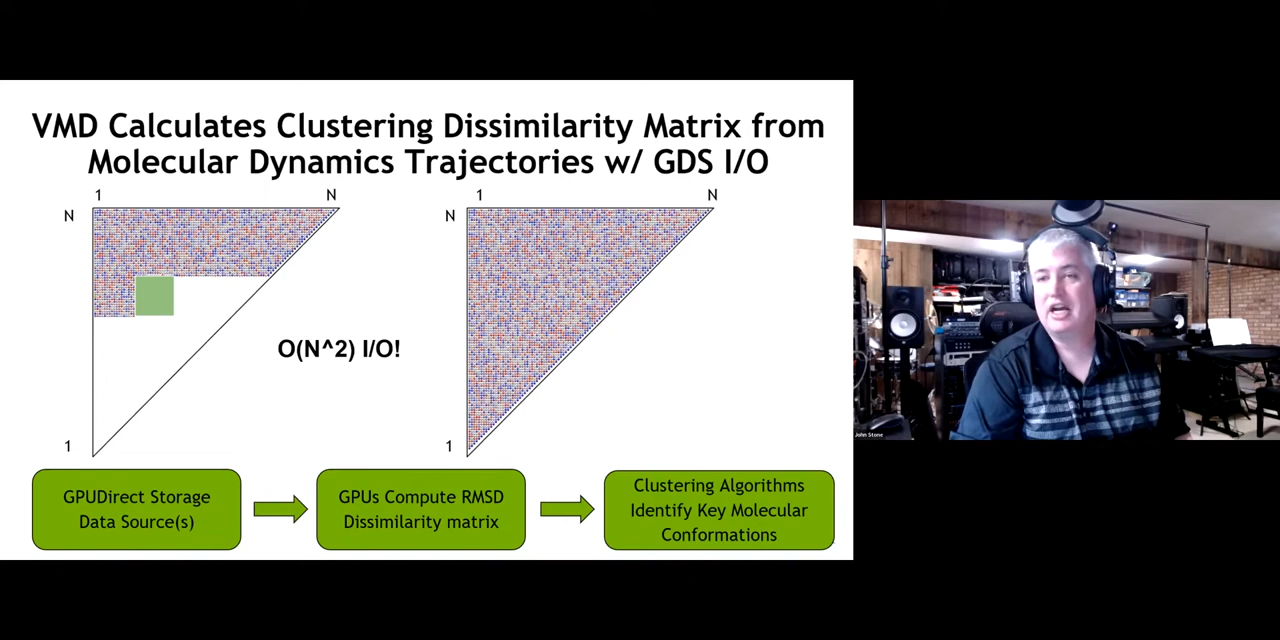 VMD Calculates Clustering Dissimilarity Matrix from
Molecular Dynamics Trajectories w/ GDS I/O
1
N
N
1
1
N
N
1
O(N^2) I/O!
GPUDirect Storage
Data Source(s)
GPUs Compute RMSD
Dissimilarity matrix
Clustering Algorithms
Identify Key Molecular
Conformations
John Stone